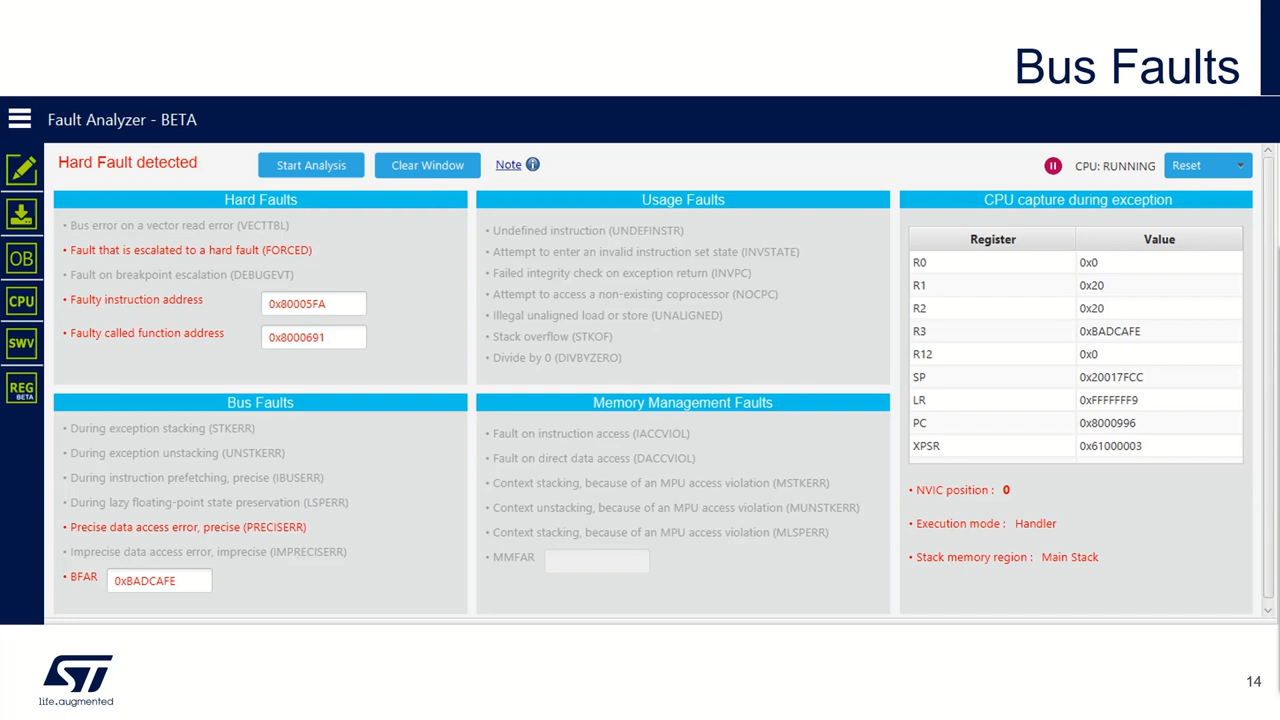 Bus Faults
Fault Analyzer - BETA
Hard Fault detected
Start Analysis
Clear Window
Note
CPU: RUNNING
Reset
OB
CPU
SWV
REG
BETA
Hard Faults
• Bus error on a vector read error (VECTTBL)
• Fault that is escalated to a hard fault (FORCED)
• Fault on breakpoint escalation (DEBUGEVT)
• Faulty instruction address 0x80005FA
• Faulty called function address 0x8000691
Usage Faults
• Undefined instruction (UNDEFINSTR)
• Attempt to enter an invalid instruction set state (INVSTATE)
• Failed integrity check on exception return (INVPC)
• Attempt to access a non-existing coprocessor (NOCPC)
• Illegal unaligned load or store (UNALIGNED)
• Stack overflow (STKOF)
• Divide by 0 (DIVBYZERO)
Bus Faults
• During exception stacking (STKERR)
• During exception unstacking (UNSTKERR)
• During instruction prefetching, precise (IBUSERR)
• During lazy floating-point state preservation (LSPERR)
• Precise data access error, precise (PRECISERR)
• Imprecise data access error, imprecise (IMPRECISERR)
• BFAR 0xBADCAFE
Memory Management Faults
• Fault on instruction access (IACCVIOL)
• Fault on direct data access (DACCVIOL)
• Context stacking, because of an MPU access violation (MSTKERR)
• Context unstacking, because of an MPU access violation (MUNSTKERR)
• Context stacking, because of an MPU access violation (MLSPERR)
• MMFAR
CPU capture during exception
Register Value
R0 0x0
R1 0x20
R2 0x20
R3 0xBADCAFE
R12 0x0
SP 0x20017FCC
LR 0xFFFFFFF9
PC 0x8000996
XPSR 0x61000003
• NVIC position : 0
• Execution mode : Handler
• Stack memory region : Main Stack
ST
life.augmented
14